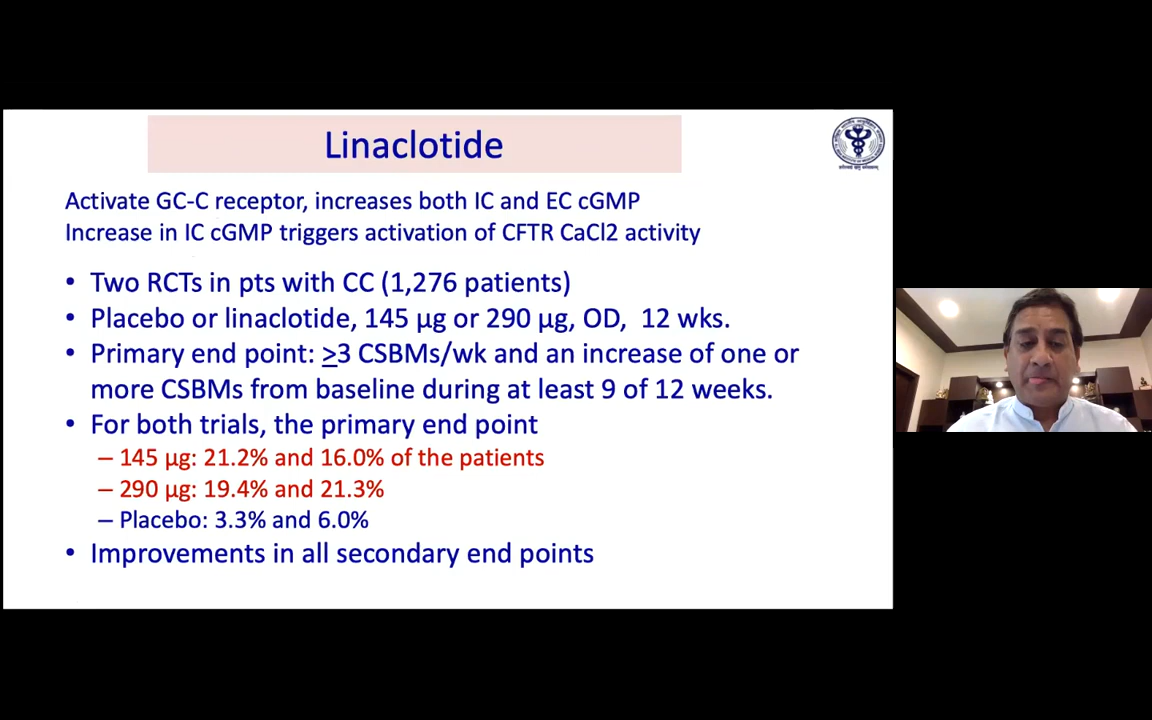 Linaclotide
Activate GC-C receptor, increases both IC and EC cGMP
Increase in IC cGMP triggers activation of CFTR CaCl2 activity
• Two RCTs in pts with CC (1,276 patients)
• Placebo or linaclotide, 145 µg or 290 µg, OD, 12 wks.
• Primary end point: >3 CSBMs/wk and an increase of one or
more CSBMs from baseline during at least 9 of 12 weeks.
• For both trials, the primary end point
– 145 µg: 21.2% and 16.0% of the patients
– 290 µg: 19.4% and 21.3%
– Placebo: 3.3% and 6.0%
• Improvements in all secondary end points